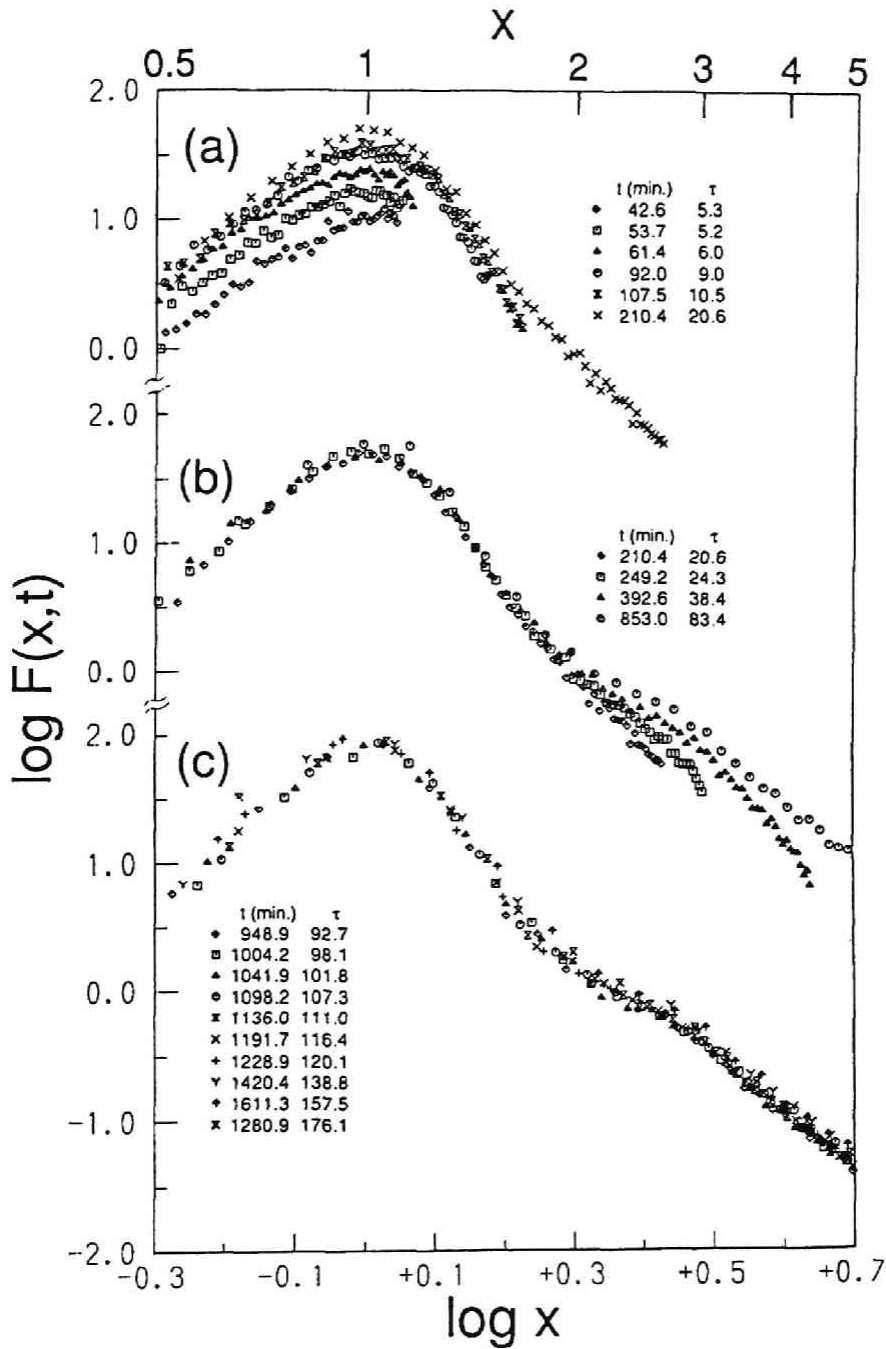 X
0.5 1 2 3 4 5
2.0
(a)
t (min.) τ
42.6 5.3
53.7 5.2
61.4 6.0
92.0 9.0
107.5 10.5
210.4 20.6
1.0
0.0
2.0
(b)
t (min.) τ
210.4 20.6
249.2 24.3
392.6 38.4
853.0 83.4
1.0
0.0
log F(x,t)
2.0
(c)
1.0
t (min.) τ
948.9 92.7
1004.2 98.1
1041.9 101.8
1098.2 107.3
1136.0 111.0
1191.7 116.4
1228.9 120.1
1420.4 138.8
1611.3 157.5
1280.9 176.1
0.0
-1.0
-2.0
-0.3 -0.1 +0.1 +0.3 +0.5 +0.7
log x